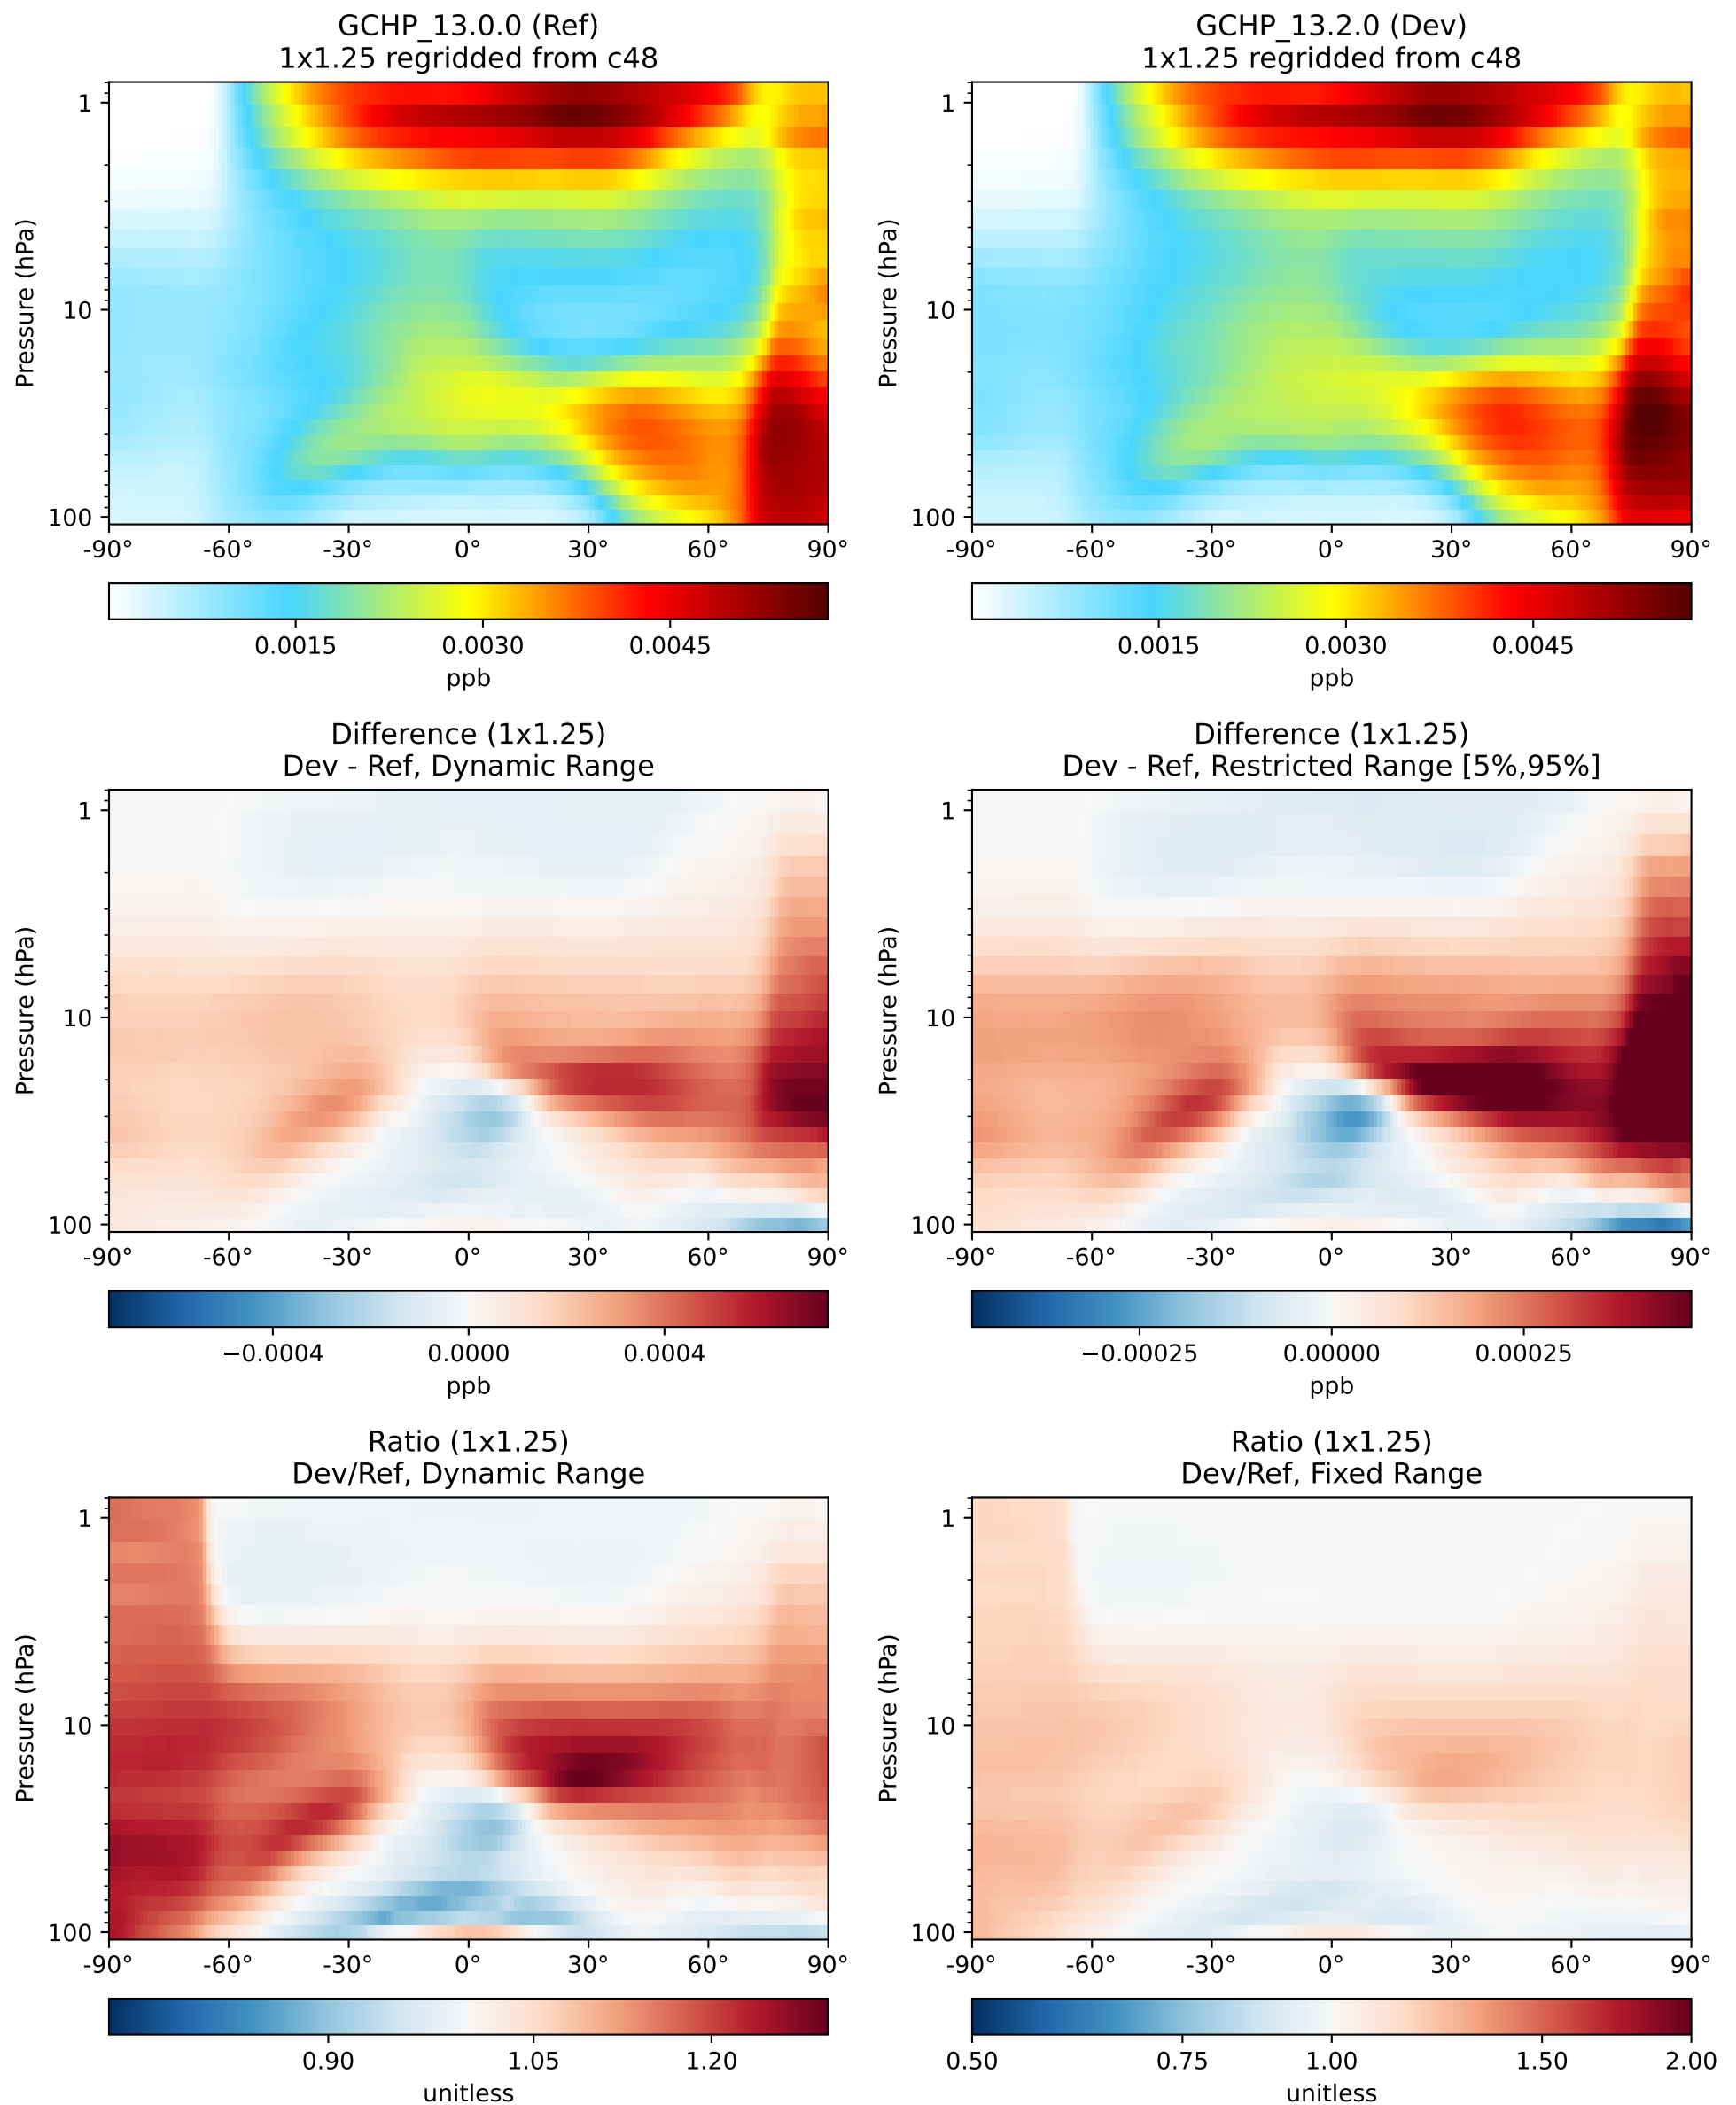 GCHP_13.0.0 (Ref)
1x1.25 regridded from c48
Pressure (hPa)
1
10
100
-90° -60° -30° 0° 30° 60° 90°
0.0015 0.0030 0.0045
ppb
GCHP_13.2.0 (Dev)
1x1.25 regridded from c48
Pressure (hPa)
1
10
100
-90° -60° -30° 0° 30° 60° 90°
0.0015 0.0030 0.0045
ppb
Difference (1x1.25)
Dev - Ref, Dynamic Range
Pressure (hPa)
1
10
100
-90° -60° -30° 0° 30° 60° 90°
−0.0004 0.0000 0.0004
ppb
Difference (1x1.25)
Dev - Ref, Restricted Range [5%,95%]
Pressure (hPa)
1
10
100
-90° -60° -30° 0° 30° 60° 90°
−0.00025 0.00000 0.00025
ppb
Ratio (1x1.25)
Dev/Ref, Dynamic Range
Pressure (hPa)
1
10
100
-90° -60° -30° 0° 30° 60° 90°
0.90 1.05 1.20
unitless
Ratio (1x1.25)
Dev/Ref, Fixed Range
Pressure (hPa)
1
10
100
-90° -60° -30° 0° 30° 60° 90°
0.50 0.75 1.00 1.50 2.00
unitless